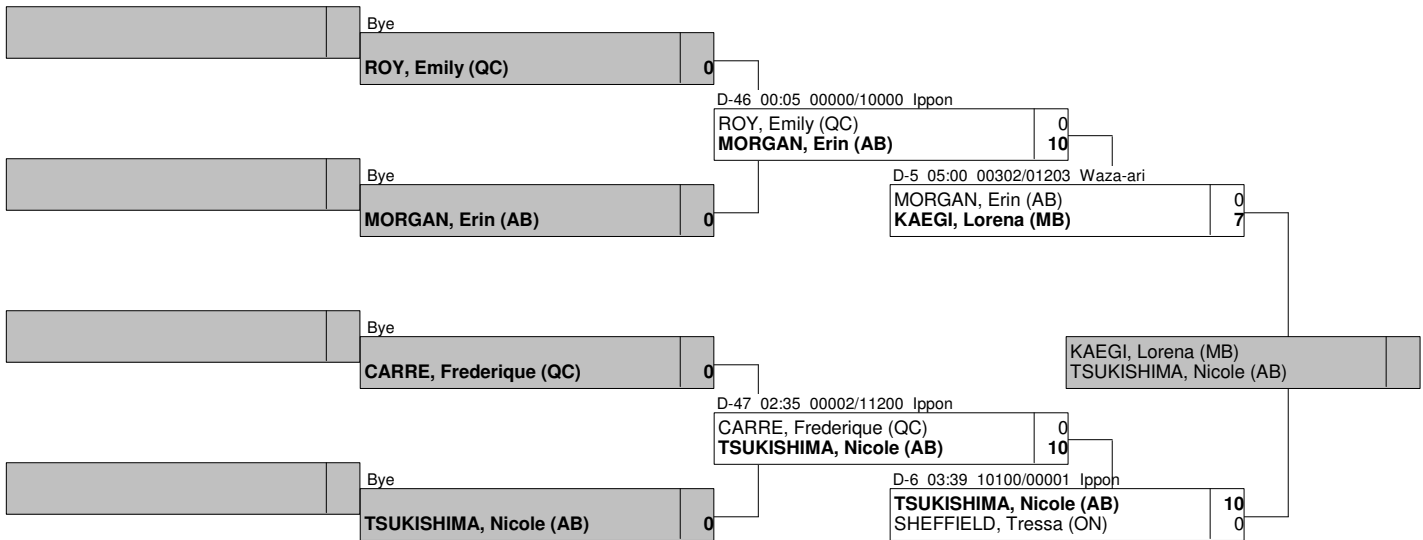 Bye
ROY, Emily (QC) 0
D-46 00:05 00000/10000 Ippon
ROY, Emily (QC) 0
MORGAN, Erin (AB) 10
Bye
MORGAN, Erin (AB) 0
D-5 05:00 00302/01203 Waza-ari
MORGAN, Erin (AB) 0
KAEGI, Lorena (MB) 7
Bye
CARRE, Frederique (QC) 0
KAEGI, Lorena (MB)
TSUKISHIMA, Nicole (AB)
D-47 02:35 00002/11200 Ippon
CARRE, Frederique (QC) 0
TSUKISHIMA, Nicole (AB) 10
Bye
TSUKISHIMA, Nicole (AB) 0
D-6 03:39 10100/00001 Ippon
TSUKISHIMA, Nicole (AB) 10
SHEFFIELD, Tressa (ON) 0